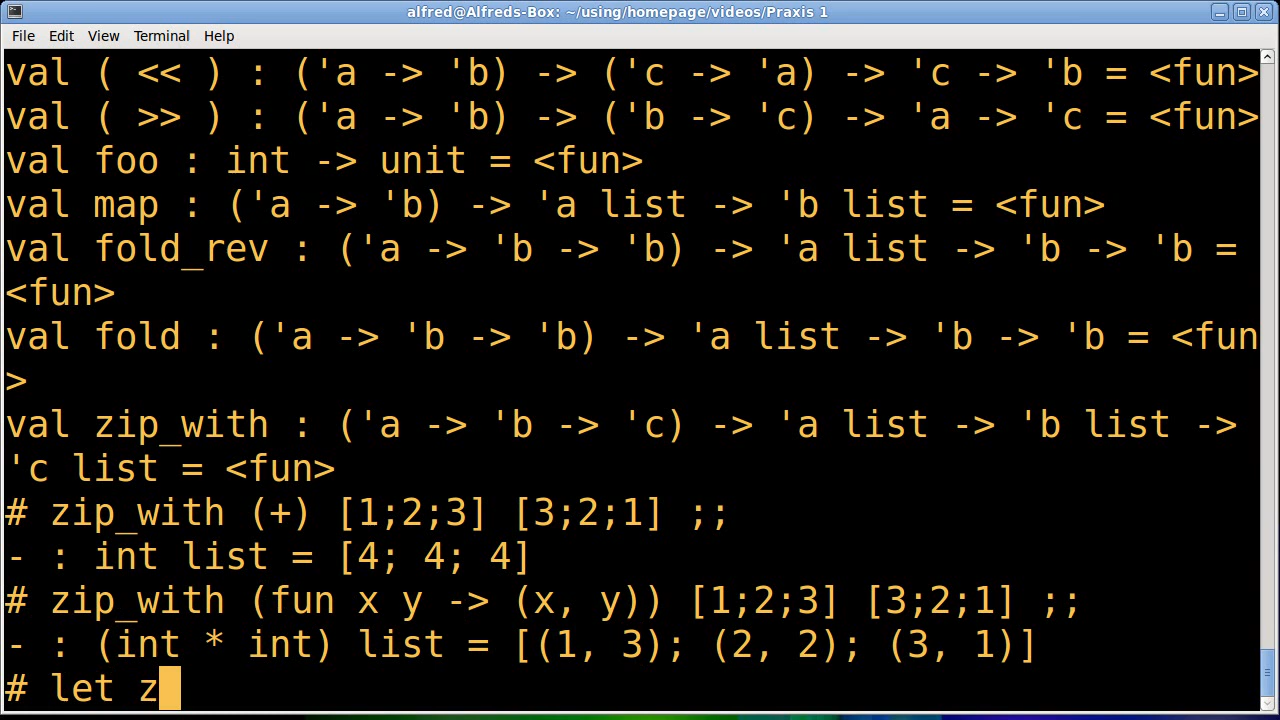 alfred@Alfreds-Box: ~/using/homepage/videos/Praxis 1
File Edit View Terminal Help
val ( << ) : ('a -> 'b) -> ('c -> 'a) -> 'c -> 'b = <fun>
val ( >> ) : ('a -> 'b) -> ('b -> 'c) -> 'a -> 'c = <fun>
val foo : int -> unit = <fun>
val map : ('a -> 'b) -> 'a list -> 'b list = <fun>
val fold_rev : ('a -> 'b -> 'b) -> 'a list -> 'b -> 'b =
<fun>
val fold : ('a -> 'b -> 'b) -> 'a list -> 'b -> 'b = <fun
>
val zip_with : ('a -> 'b -> 'c) -> 'a list -> 'b list ->
'c list = <fun>
# zip_with (+) [1;2;3] [3;2;1] ;;
- : int list = [4; 4; 4]
# zip_with (fun x y -> (x, y)) [1;2;3] [3;2;1] ;;
- : (int * int) list = [(1, 3); (2, 2); (3, 1)]
# let z